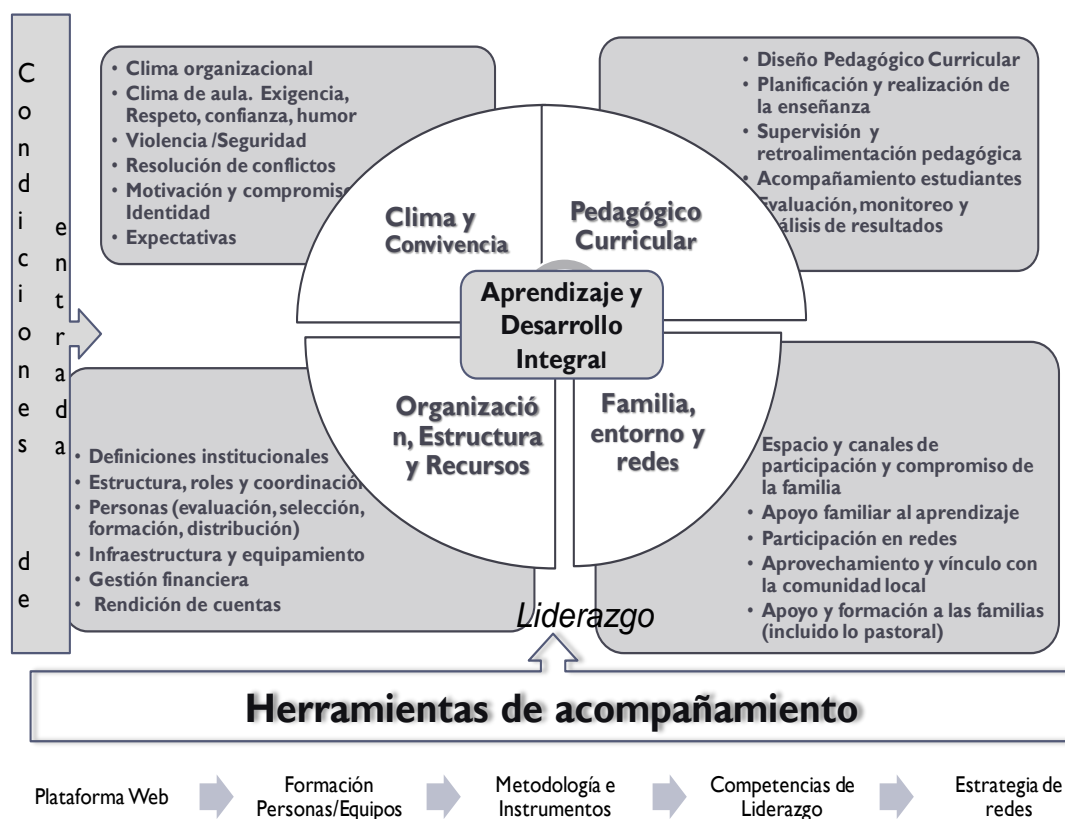 Condiciones de
entrada
• Clima organizacional
• Clima de aula. Exigencia,
Respeto, confianza, humor
• Violencia /Seguridad
• Resolución de conflictos
• Motivación y compromiso
Identidad
• Expectativas
• Diseño Pedagógico Curricular
• Planificación y realización de
la enseñanza
• Supervisión y
retroalimentación pedagógica
• Acompañamiento estudiantes
Evaluación, monitoreo y
análisis de resultados
Clima y
Convivencia
Pedagógico
Curricular
Aprendizaje y
Desarrollo
Integral
Organizació
n, Estructura
y Recursos
Familia,
entorno y
redes
• Definiciones institucionales
• Estructura, roles y coordinación
• Personas (evaluación, selección,
formación, distribución)
• Infraestructura y equipamiento
• Gestión financiera
• Rendición de cuentas
Espacio y canales de
participación y compromiso de
la familia
• Apoyo familiar al aprendizaje
• Participación en redes
• Aprovechamiento y vínculo con
la comunidad local
• Apoyo y formación a las familias
(incluido lo pastoral)
Liderazgo
Herramientas de acompañamiento
Plataforma Web
Formación
Personas/Equipos
Metodología e
Instrumentos
Competencias de
Liderazgo
Estrategia de
redes